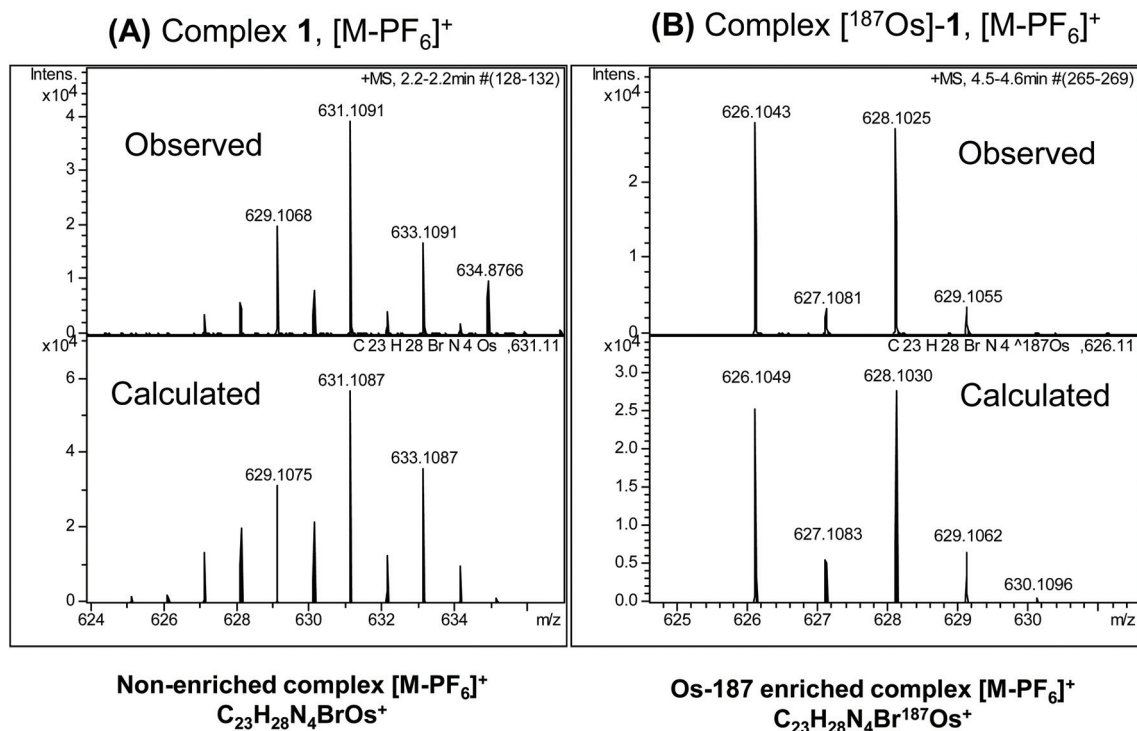 (A) Complex 1, [M-PF6]+
(B) Complex [187Os]-1, [M-PF6]+
Intens.
x10^4
+MS, 2.2-2.2min #(128-132)
631.1091
4
Observed
3
629.1068
2
633.1091
634.8766
1
0
x10^4
C 23 H 28 Br N 4 Os ,631.11
631.1087
6
Calculated
4
633.1087
629.1075
2
0
624
626
628
630
632
634
m/z
Intens.
x10^4
+MS, 4.5-4.6min #(265-269)
626.1043
628.1025
Observed
2
1
627.1081
629.1055
0
x10^4
C 23 H 28 Br N 4 ^187Os ,626.11
626.1049
628.1030
Calculated
3.0
2.5
2.0
1.5
1.0
0.5
0.0
627.1083
629.1062
630.1096
625
626
627
628
629
630
m/z
Non-enriched complex [M-PF6]+
C23H28N4BrOs+
Os-187 enriched complex [M-PF6]+
C23H28N4Br187Os+